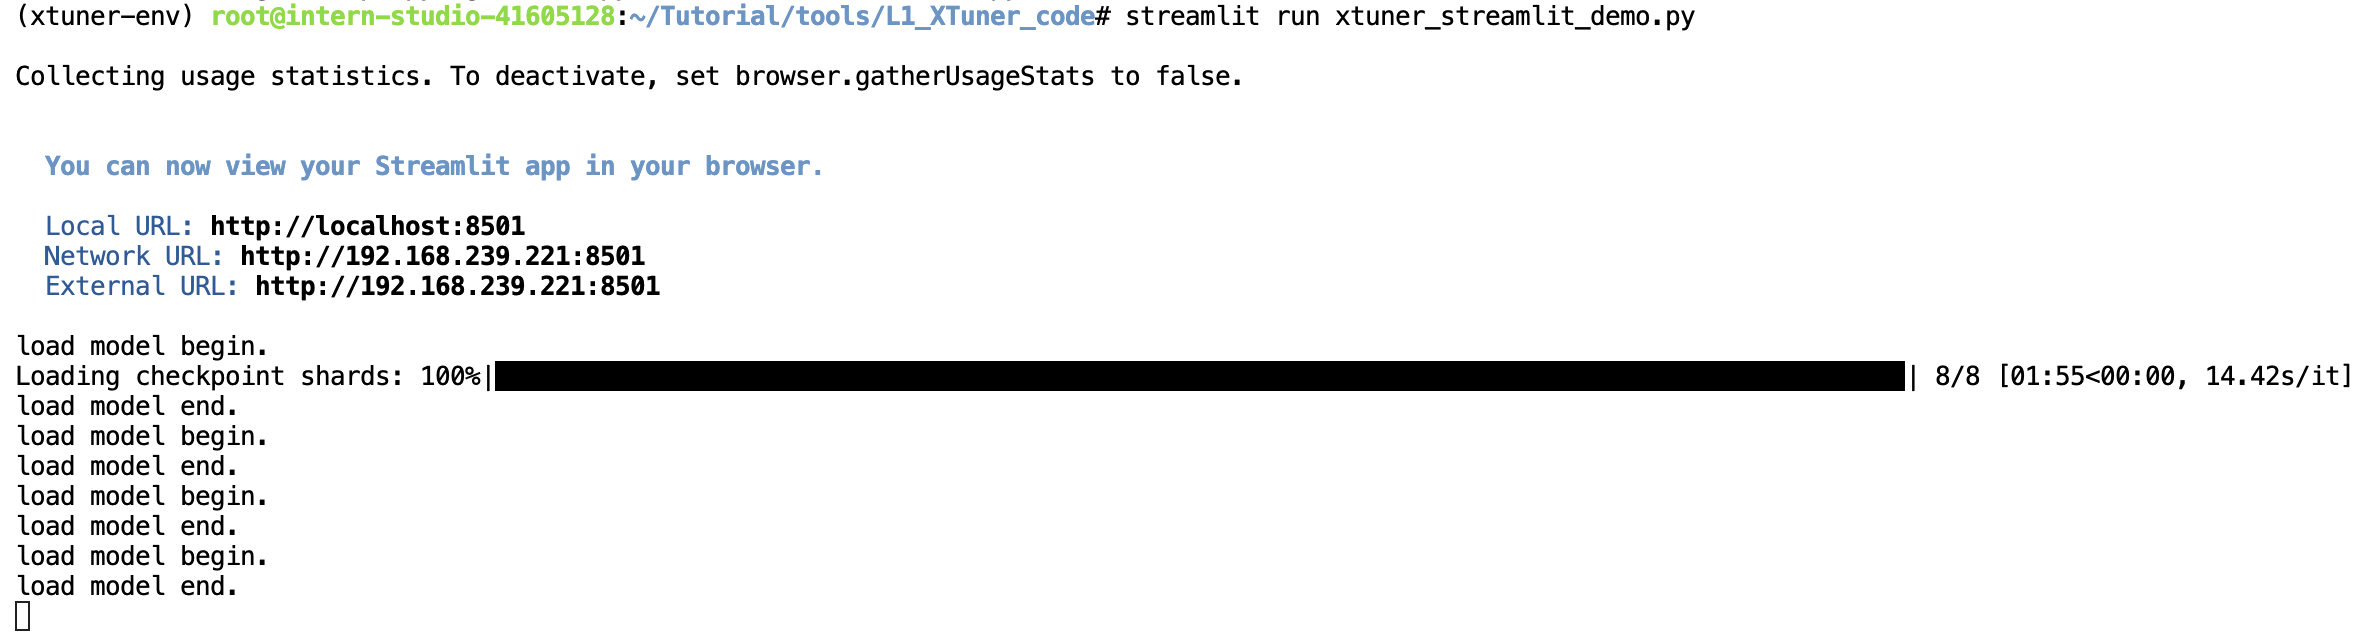 (xtuner-env) root@intern-studio-41605128:~/Tutorial/tools/L1_XTuner_code# streamlit run xtuner_streamlit_demo.py
Collecting usage statistics. To deactivate, set browser.gatherUsageStats to false.
You can now view your Streamlit app in your browser.
Local URL: http://localhost:8501
Network URL: http://192.168.239.221:8501
External URL: http://192.168.239.221:8501
load model begin.
Loading checkpoint shards: 100%|██████████| 8/8 [01:55<00:00, 14.42s/it]
load model end.
load model begin.
load model end.
load model begin.
load model end.
load model begin.
load model end.